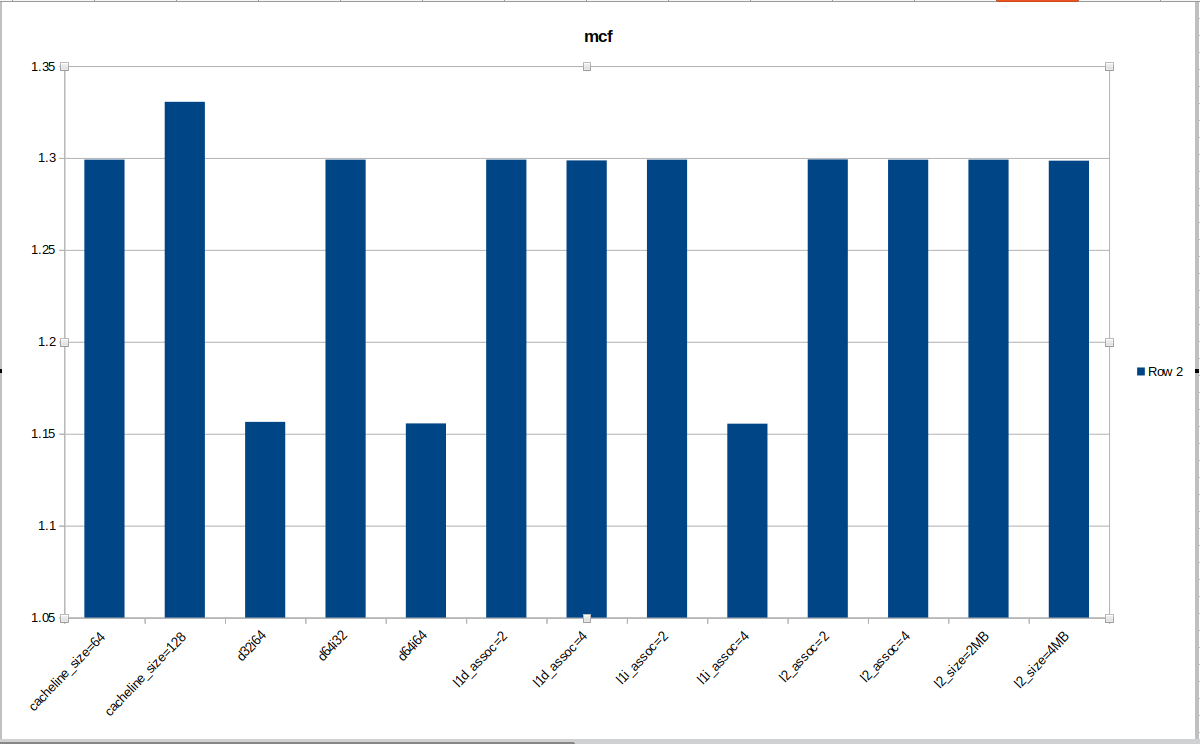 mcf
1.35
1.3
1.25
1.2
1.15
1.1
1.05
Row 2
cacheline_size=64
cacheline_size=128
d32i64
d64i32
d64i64
l1d_assoc=2
l1d_assoc=4
l1i_assoc=2
l1i_assoc=4
l2_assoc=2
l2_assoc=4
l2_size=2MB
l2_size=4MB